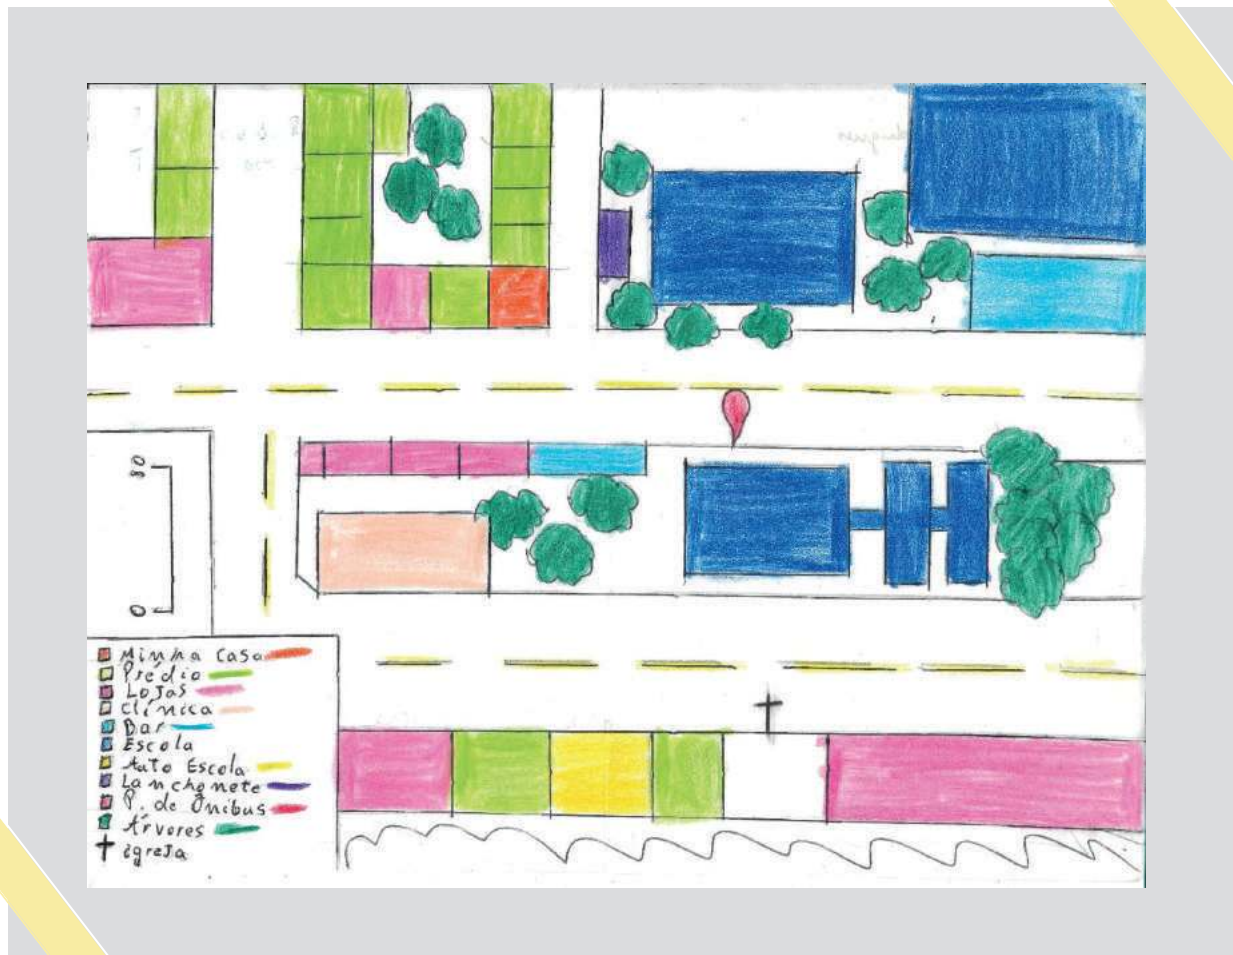 80
0
Minha Casa
Prédio
Lojas
Clínica
Bar
Escola
Auto Escola
Lanchonete
P. de Ônibus
Árvores
igreja